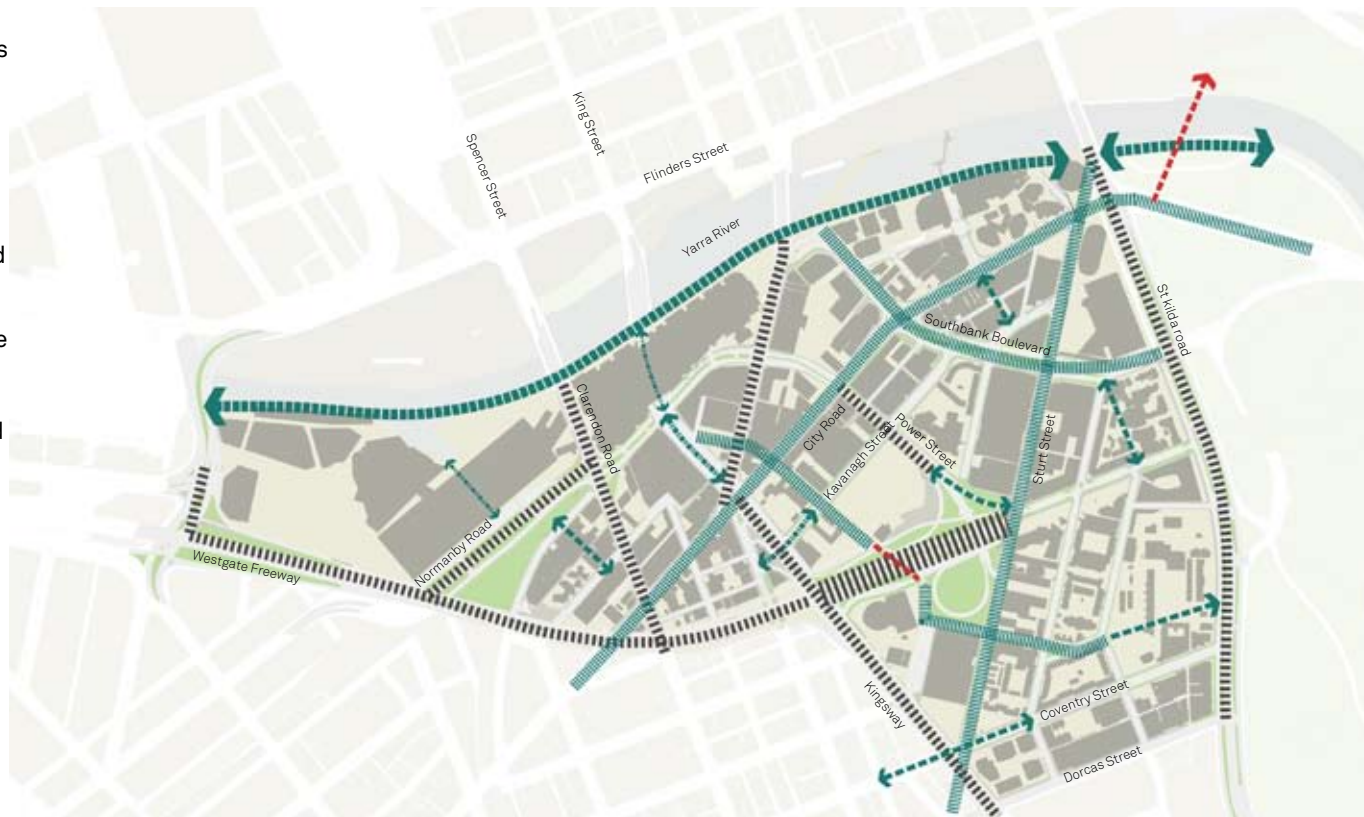 s
d
e
d
King Street
Spencer Street
Flinders Street
Yarra River
St kilda road
Southbank Boulevard
Clarendon Road
City Road
Power Street
Kavanagh Street
Sturt Street
Normanby Road
Westgate Freeway
Kingsway
Coventry Street
Dorcas Street